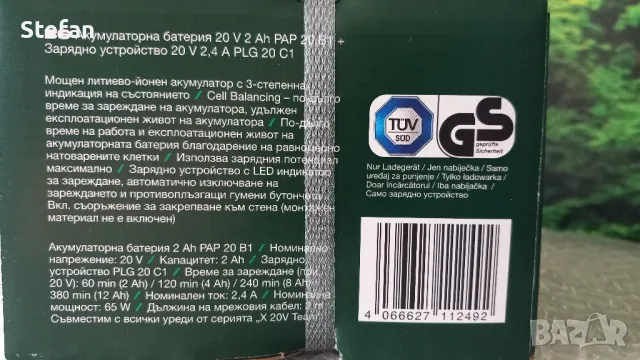 Stefan
Акумулаторна батерия 20 V 2 Ah PAP 20 B1 +
Зарядно устройство 20 V 2,4 A PLG 20 C1
Мощен литиево-йонен акумулатор с 3-степенна
индикация на състоянието / Cell Balancing – по-дълго
време за зареждане на акумулатора, удължен
експлоатационен живот на акумулатора / По-дълго
време на работа и експлоатационен живот на
акумулаторната батерия благодарение на равномерно
натоварените клетки / Използва зарядния потенциал
максимално / Зарядно устройство с LED индикатор
за зареждане, автоматично изключване на
зареждането и противоплъзгащи гумени бутончета
Вкл. съоръжение за закрепване към стена (монтажен
материал не е включен)
Акумулаторна батерия 2 Ah PAP 20 B1 / Номинално
напрежение: 20 V / Капацитет: 2 Ah / Зарядно
устройство PLG 20 C1 / Време за зареждане (при
20 V): 60 min (2 Ah) / 120 min (4 Ah) / 240 min (8 Ah)
380 min (12 Ah) / Номинален ток: 2,4 A / Номинална
мощност: 65 W / Дължина на мрежовия кабел: 2 m
Съвместим с всички уреди от серията „X 20V Team“
TÜV
SÜD
GS
geprüfte
Sicherheit
Nur Ladegerät / Jen nabíječka / Samo
uređaj za punjenje / Tylko ładowarka /
Doar încărcătorul / Iba nabíjačka /
Само зарядно устройство
4 066627 112492
bazar.bg